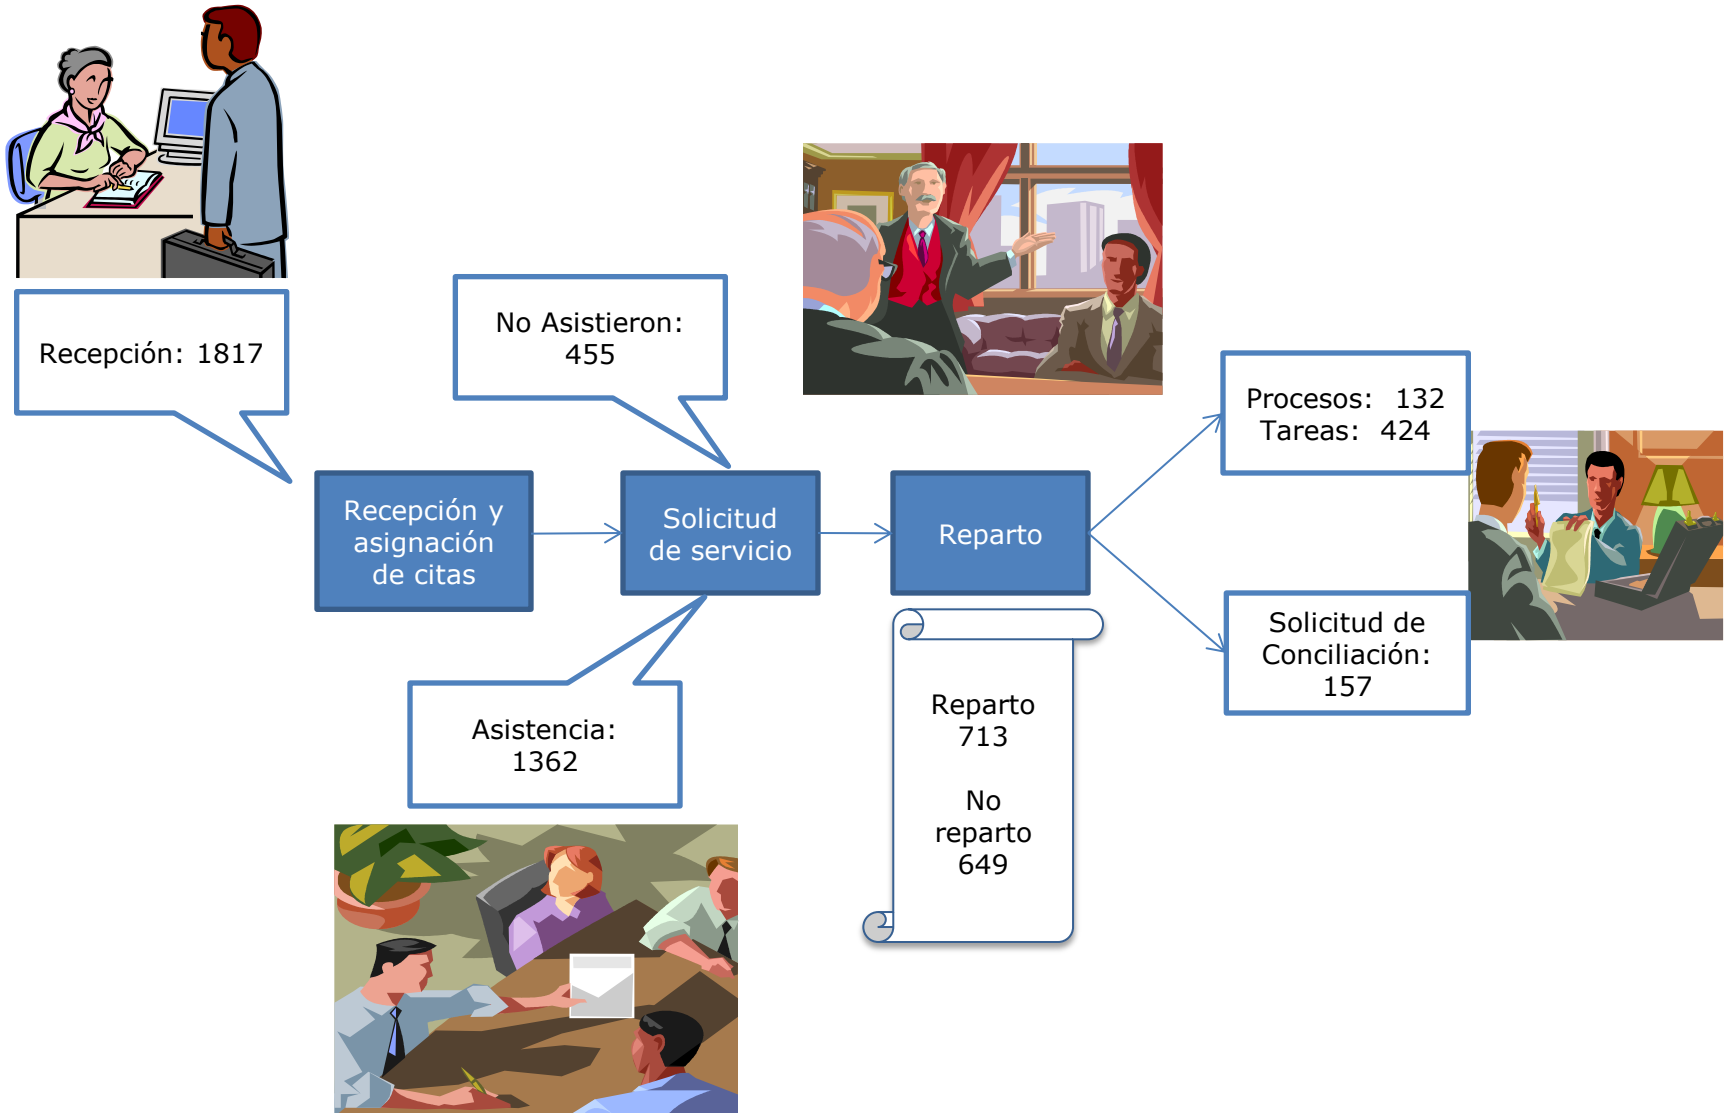 Recepción: 1817
No Asistieron:
455
Recepción y
asignación
de citas
Solicitud
de servicio
Reparto
Asistencia:
1362
Reparto
713
No
reparto
649
Procesos:  132
Tareas:  424
Solicitud de
Conciliación:
157